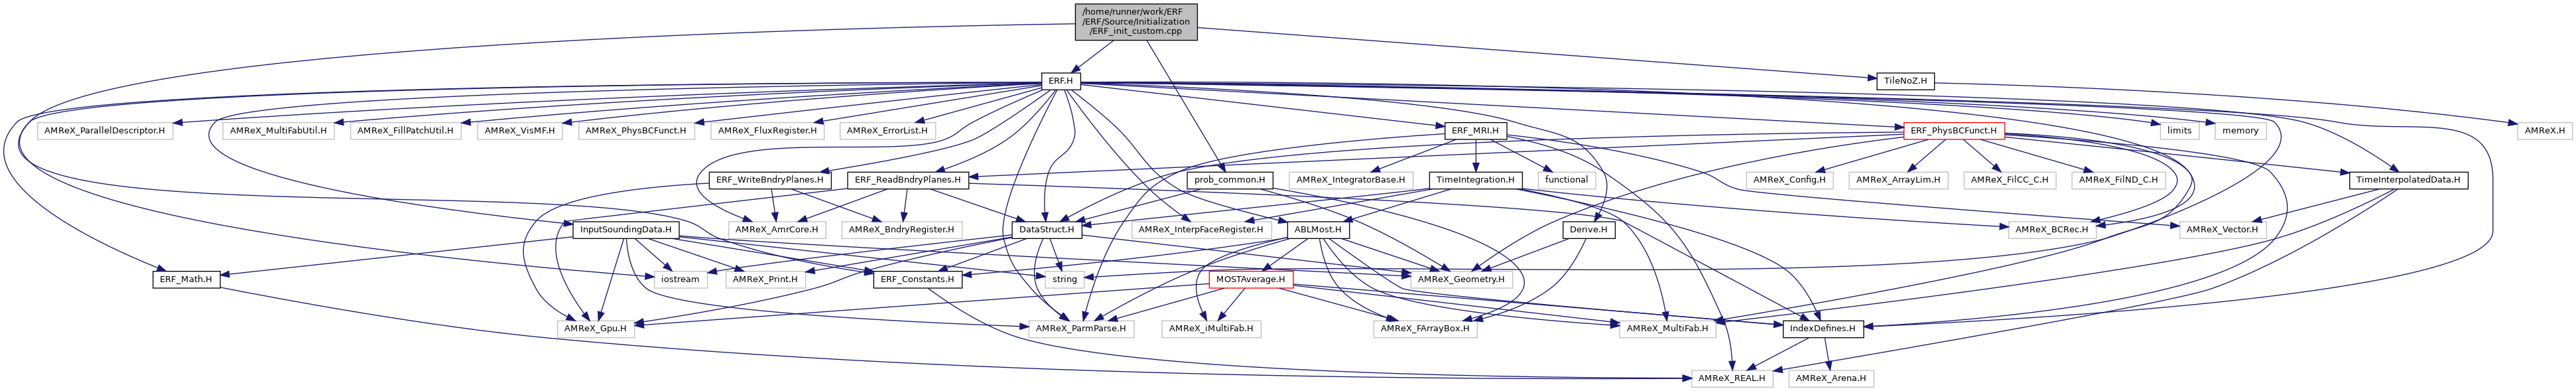 /home/runner/work/ERF
/ERF/Source/Initialization
/ERF_init_custom.cpp
ERF.H
TileNoZ.H
AMReX_ParallelDescriptor.H
AMReX_MultiFabUtil.H
AMReX_FillPatchUtil.H
AMReX_VisMF.H
AMReX_PhysBCFunct.H
AMReX_FluxRegister.H
AMReX_ErrorList.H
ERF_MRI.H
ERF_PhysBCFunct.H
limits
memory
AMReX.H
ERF_WriteBndryPlanes.H
ERF_ReadBndryPlanes.H
prob_common.H
AMReX_IntegratorBase.H
TimeIntegration.H
functional
AMReX_Config.H
AMReX_ArrayLim.H
AMReX_FilCC_C.H
AMReX_FilND_C.H
TimeInterpolatedData.H
InputSoundingData.H
AMReX_AmrCore.H
AMReX_BndryRegister.H
DataStruct.H
AMReX_InterpFaceRegister.H
ABLMost.H
Derive.H
AMReX_BCRec.H
AMReX_Vector.H
ERF_Math.H
iostream
AMReX_Print.H
ERF_Constants.H
string
MOSTAverage.H
AMReX_Geometry.H
AMReX_Gpu.H
AMReX_ParmParse.H
AMReX_iMultiFab.H
AMReX_FArrayBox.H
AMReX_MultiFab.H
IndexDefines.H
AMReX_REAL.H
AMReX_Arena.H